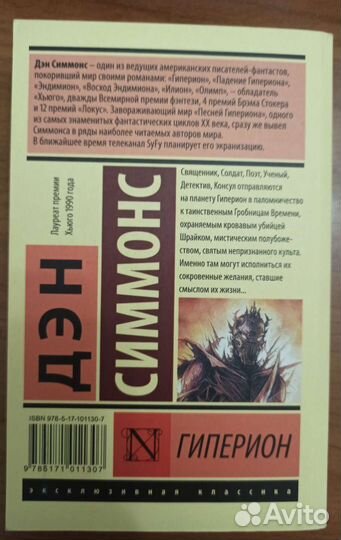 Дэн Симмонс – один из ведущих американских писателей-фантастов,
покоривший мир своими романами: «Гиперион», «Падение Гипериона»,
«Эндимион», «Восход Эндимиона», «Илион», «Олимп», – обладатель
«Хьюго», дважды Всемирной премии фэнтези, 4 премий Брэма Стокера
и 12 премий «Локус». Завораживающий мир «Песней Гипериона», одного
из самых знаменитых фантастических циклов XX века, сразу же вывел
Симмонса в ряды наиболее читаемых авторов мира.
В ближайшее время телеканал SyFy планирует его экранизацию.
Лауреат премии
Хьюго 1990 года
ДЭН
СИММОНС
Священник, Солдат, Поэт, Ученый,
Детектив, Консул отправляются
на планету Гиперион в паломничество
к таинственным Гробницам Времени,
охраняемым кровавым убийцей
Шрайком, мистическим полубоже-
ством, святым непризнанного культа.
Именно там могут исполниться их
сокровенные желания, ставшие
смыслом их жизни...
ISBN 978-5-17-101130-7
9 785171 011307
N
ГИПЕРИОН
эксклюзивная классика
Avito